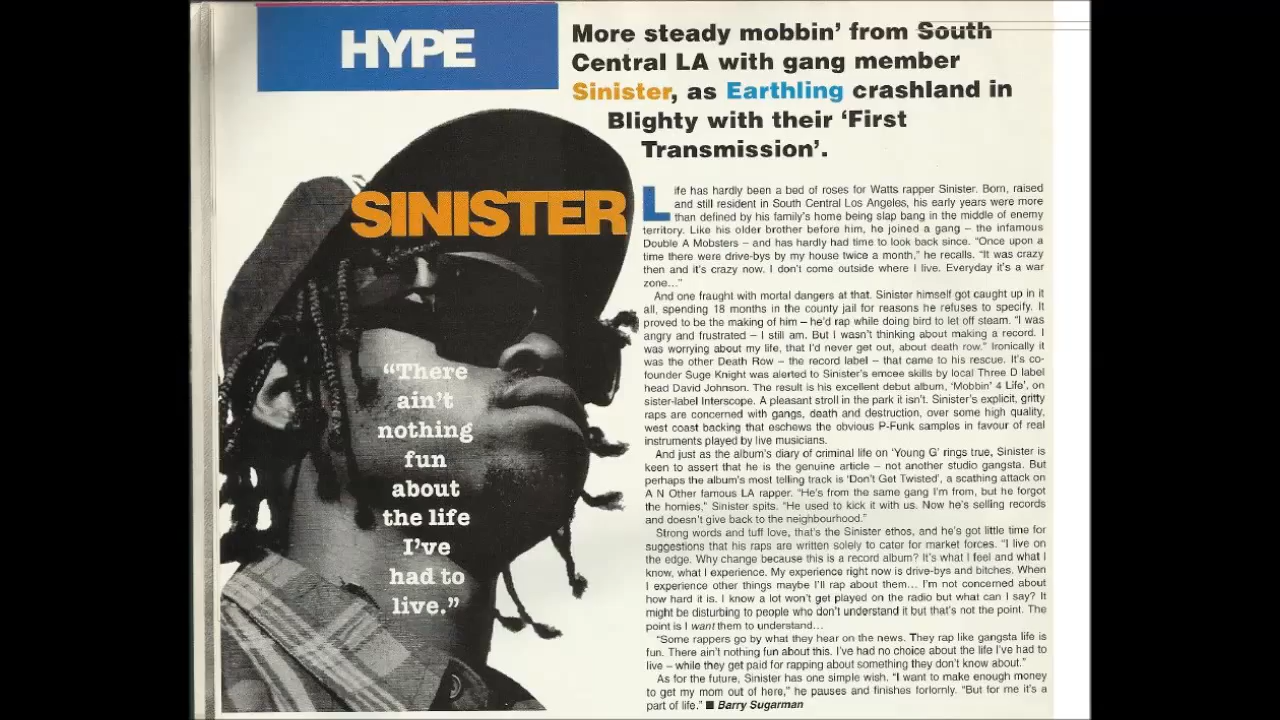 HYPE
More steady mobbin’ from South
Central LA with gang member
Sinister, as Earthling crashland in
Blighty with their ‘First
Transmission’.
SINISTER
“There
ain’t
nothing
fun
about
the life
I’ve
had to
live.”
Life has hardly been a bed of roses for Watts rapper Sinister. Born, raised
and still resident in South Central Los Angeles, his early years were more
than defined by his family’s home being slap bang in the middle of enemy
territory. Like his older brother before him, he joined a gang – the infamous
Double A Mobsters – and has hardly had time to look back since. “Once upon a
time there were drive-bys by my house twice a month,” he recalls. “It was crazy
then and it’s crazy now. I don’t come outside where I live. Everyday it’s a war
zone…”
And one fraught with mortal dangers at that. Sinister himself got caught up in it
all, spending 18 months in the county jail for reasons he refuses to specify. It
proved to be the making of him – he’d rap while doing bird to let off steam. “I was
angry and frustrated – I still am. But I wasn’t thinking about making a record. I
was worrying about my life, that I’d never get out, about death row.” Ironically it
was the other Death Row – the record label – that came to his rescue. It’s co-
founder Suge Knight was alerted to Sinister’s emcee skills by local Three D label
head David Johnson. The result is his excellent debut album, ‘Mobbin’ 4 Life’, on
sister-label Interscope. A pleasant stroll in the park it isn’t. Sinister’s explicit, gritty
raps are concerned with gangs, death and destruction, over some high quality,
west coast backing that eschews the obvious P-Funk samples in favour of real
instruments played by live musicians.
And just as the album’s diary of criminal life on ‘Young G’ rings true, Sinister is
keen to assert that he is the genuine article – not another studio gangsta. But
perhaps the album’s most telling track is ‘Don’t Get Twisted’, a scathing attack on
A N Other famous LA rapper. “He’s from the same gang I’m from, but he forgot
the homies,” Sinister spits. “He used to kick it with us. Now he’s selling records
and doesn’t give back to the neighbourhood.”
Strong words and tuff love, that’s the Sinister ethos, and he’s got little time for
suggestions that his raps are written solely to cater for market forces. “I live on
the edge. Why change because this is a record album? It’s what I feel and what I
know, what I experience. My experience right now is drive-bys and bitches. When
I experience other things maybe I’ll rap about them… I’m not concerned about
how hard it is. I know a lot won’t get played on the radio but what can I say? It
might be disturbing to people who don’t understand it but that’s not the point. The
point is I want them to understand…
“Some rappers go by what they hear on the news. They rap like gangsta life is
fun. There ain’t nothing fun about this. I’ve had no choice about the life I’ve had to
live – while they get paid for rapping about something they don’t know about.”
As for the future, Sinister has one simple wish. “I want to make enough money
to get my mom out of here,” he pauses and finishes forlornly. “But for me it’s a
part of life.” ■ Barry Sugarman